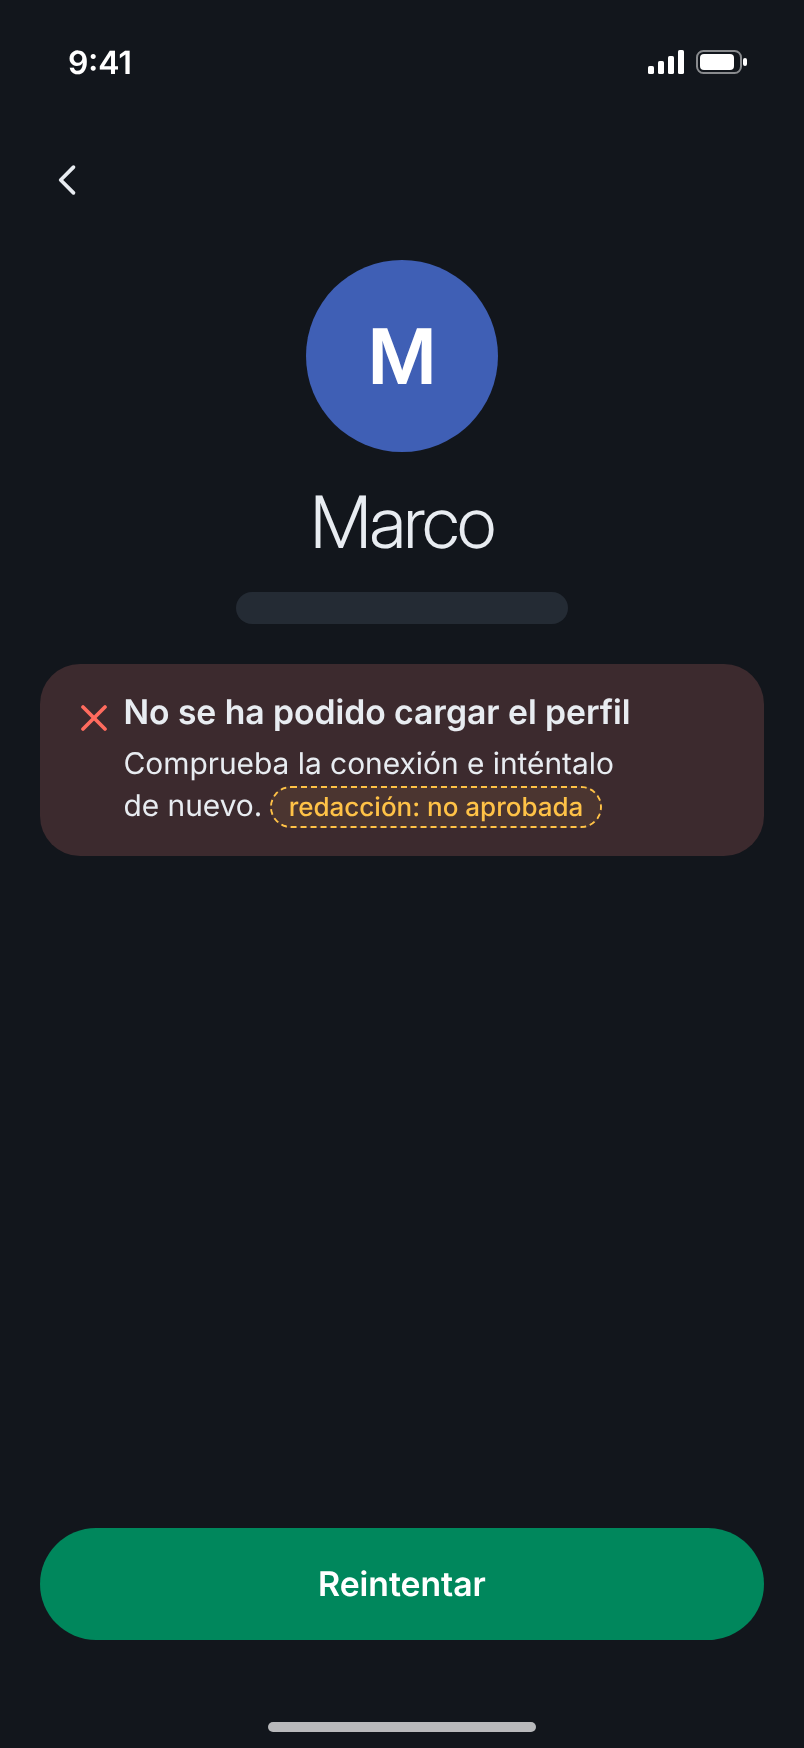 9:41
M
Marco
No se ha podido cargar el perfil
Comprueba la conexión e inténtalo
de nuevo. redacción: no aprobada
Reintentar